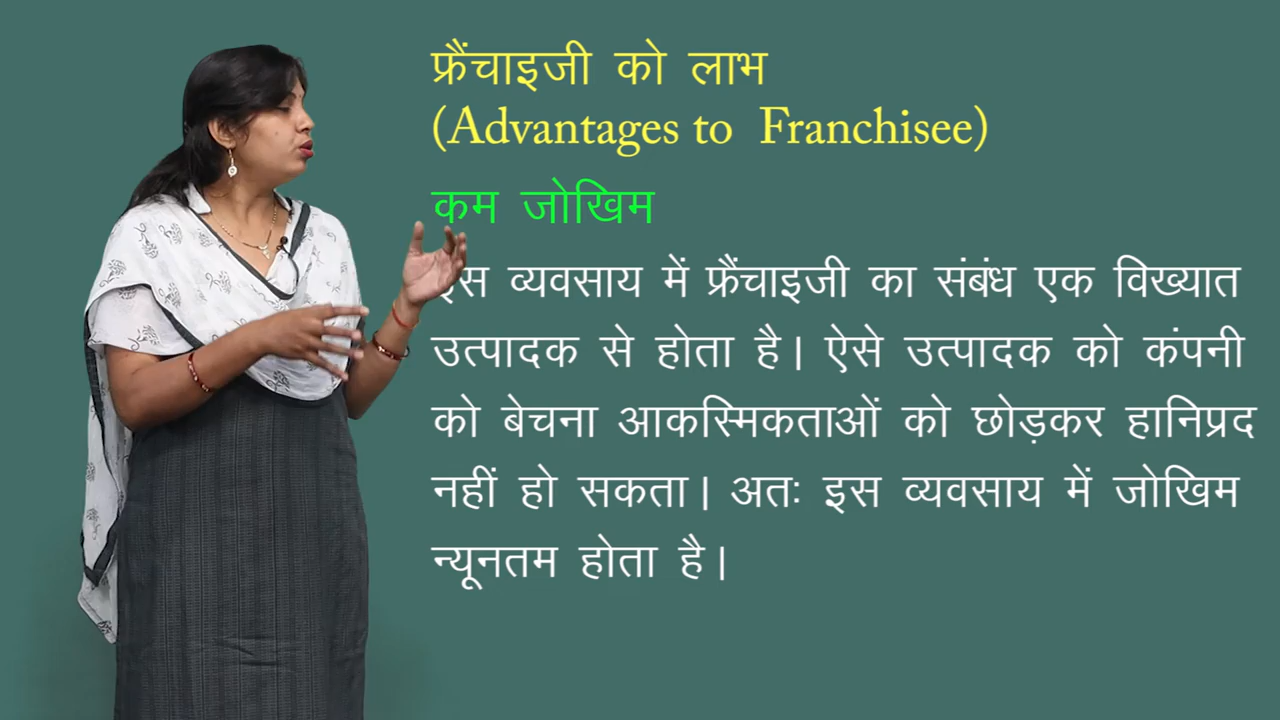 फ्रैंचाइजी को लाभ
(Advantages to Franchisee)
कम जोखिम
इस व्यवसाय में फ्रैंचाइजी का संबंध एक विख्यात
उत्पादक से होता है। ऐसे उत्पादक को कंपनी
को बेचना आकस्मिकताओं को छोड़कर हानिप्रद
नहीं हो सकता। अतः इस व्यवसाय में जोखिम
न्यूनतम होता है।